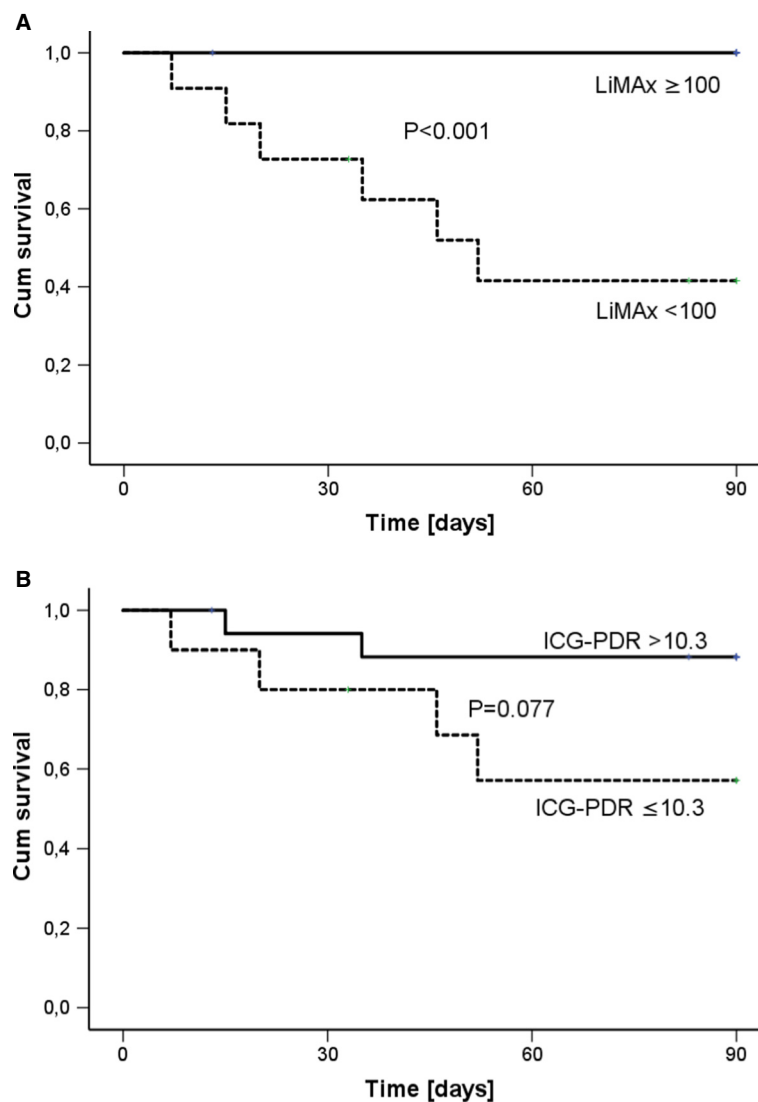 A
1,0
0,8
0,6
0,4
0,2
0,0
Cum survival
LiMAx ≥100
P<0.001
LiMAx <100
0 30 60 90
Time [days]
B
1,0
0,8
0,6
0,4
0,2
0,0
Cum survival
ICG-PDR >10.3
P=0.077
ICG-PDR ≤10.3
0 30 60 90
Time [days]